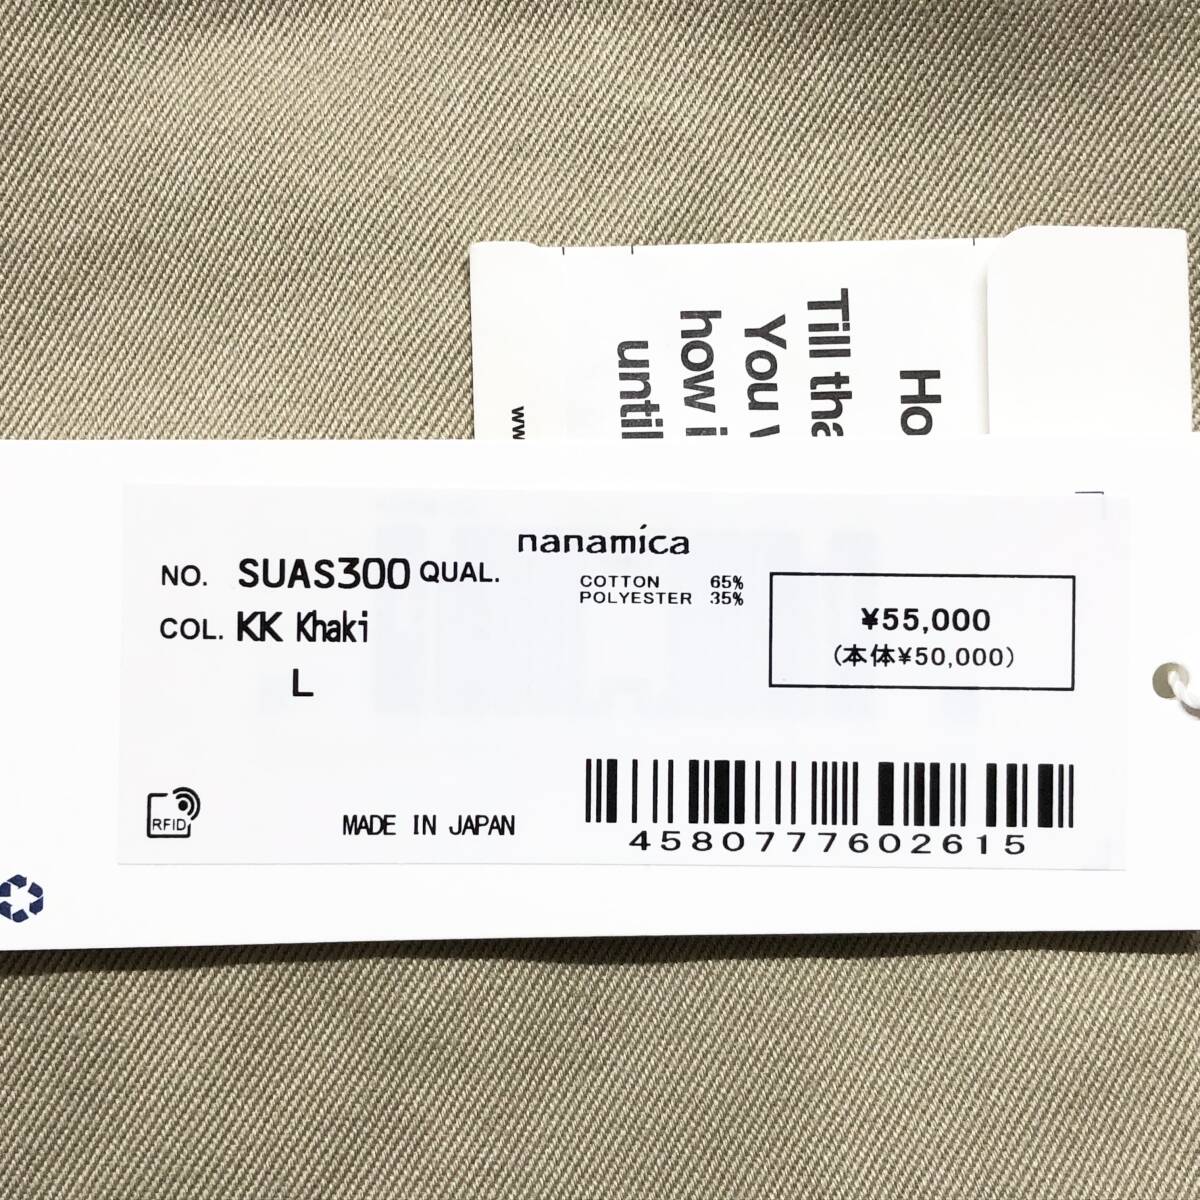 Ho
Till tha
You
how i
until
ww
nanamica
NO. SUAS300 QUAL.
COTTON 65%
POLYESTER 35%
COL. KK Khaki
L
¥55,000
(本体¥50,000)
RFID
MADE IN JAPAN
4580777602615